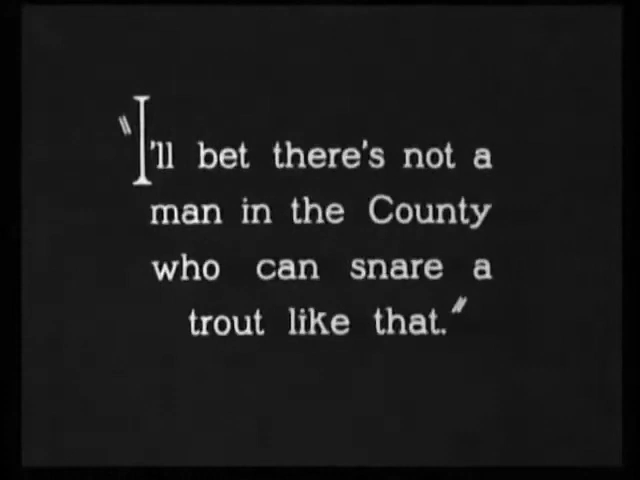 "I'll bet there's not a
man in the County
who can snare a
trout like that."